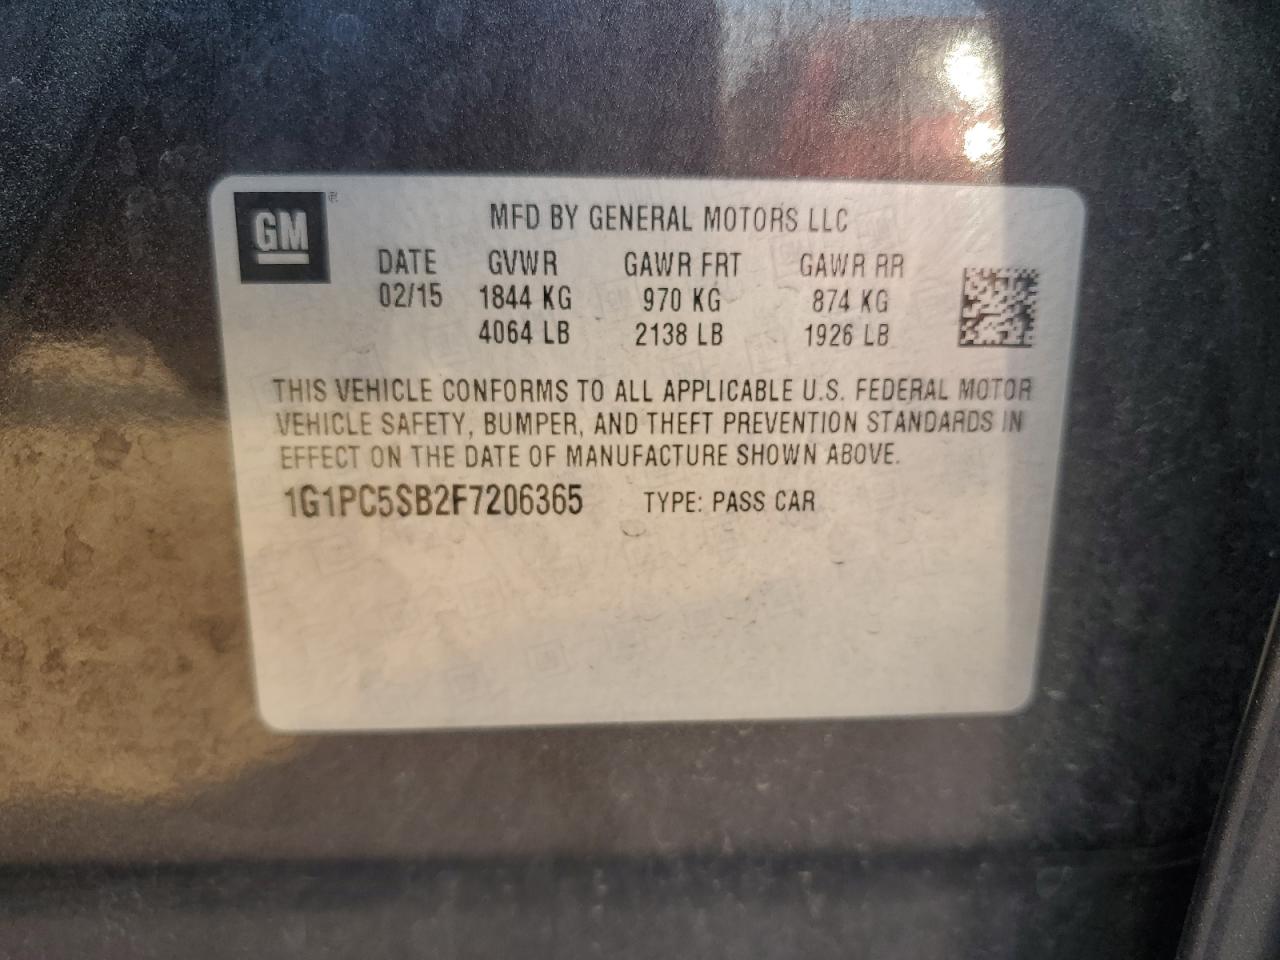 GM ®
MFD BY GENERAL MOTORS LLC
DATE GVWR GAWR FRT GAWR RR
02/15 1844 KG 970 KG 874 KG
4064 LB 2138 LB 1926 LB
THIS VEHICLE CONFORMS TO ALL APPLICABLE U.S. FEDERAL MOTOR
VEHICLE SAFETY, BUMPER, AND THEFT PREVENTION STANDARDS IN
EFFECT ON THE DATE OF MANUFACTURE SHOWN ABOVE.
1G1PC5SB2F7206365 TYPE: PASS CAR